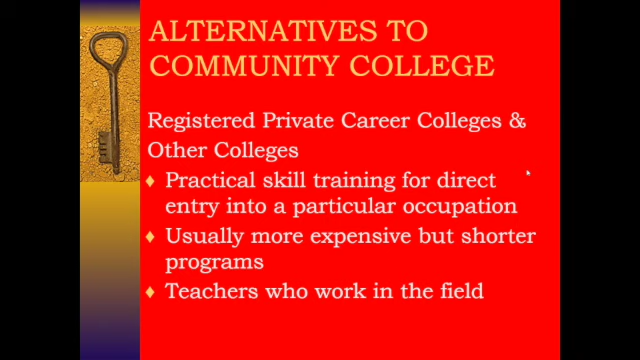 ALTERNATIVES TO
COMMUNITY COLLEGE
Registered Private Career Colleges &
Other Colleges
Practical skill training for direct
entry into a particular occupation
Usually more expensive but shorter
programs
Teachers who work in the field